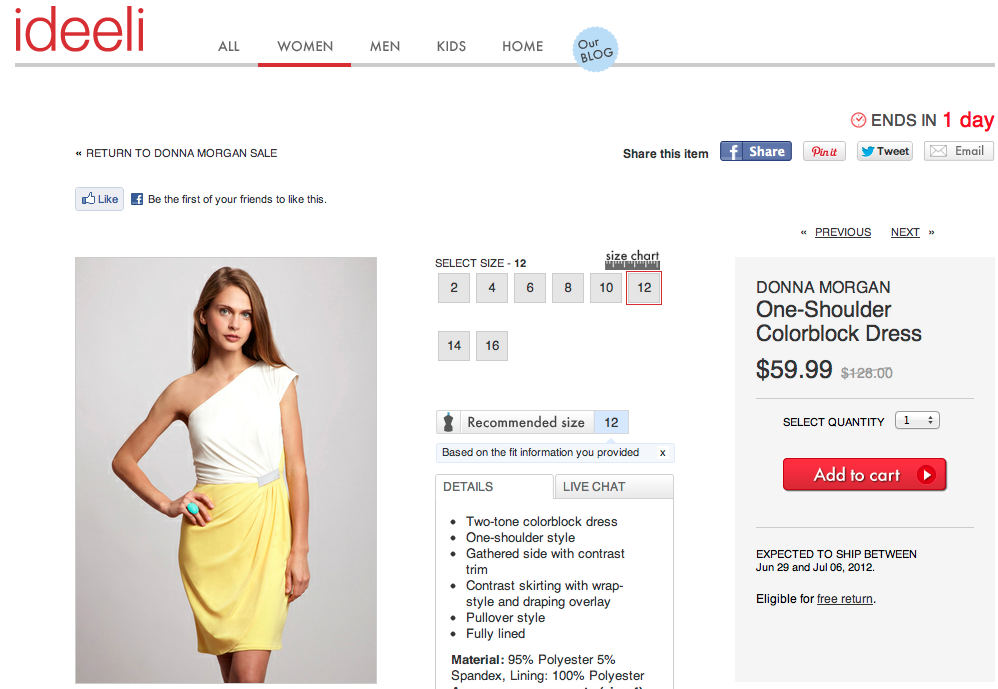 ideeli
ALL WOMEN MEN KIDS HOME Our BLOG
ENDS IN 1 day
« RETURN TO DONNA MORGAN SALE
Share this item f Share Pin it Tweet Email
Like f Be the first of your friends to like this.
« PREVIOUS NEXT »
SELECT SIZE - 12 size chart
2 4 6 8 10 12
14 16
Recommended size 12
Based on the fit information you provided x
DETAILS LIVE CHAT
• Two-tone colorblock dress
• One-shoulder style
• Gathered side with contrast
trim
• Contrast skirting with wrap-
style and draping overlay
• Pullover style
• Fully lined
Material: 95% Polyester 5%
Spandex, Lining: 100% Polyester
DONNA MORGAN
One-Shoulder
Colorblock Dress
$59.99 $128.00
SELECT QUANTITY 1
Add to cart
EXPECTED TO SHIP BETWEEN
Jun 29 and Jul 06, 2012.
Eligible for free return.